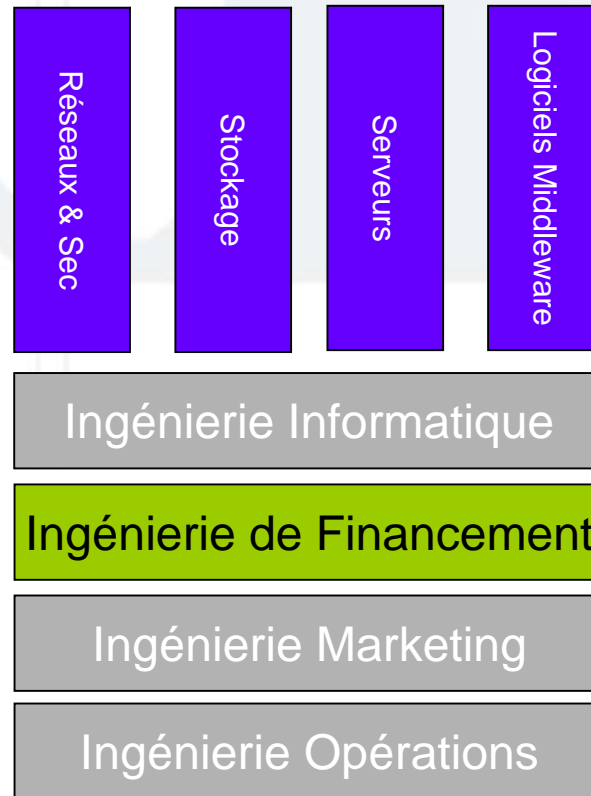 Réseaux & Sec
Stockage
Serveurs
Logiciels Middleware
Ingénierie Informatique
Ingénierie de Financement
Ingénierie Marketing
Ingénierie Opérations